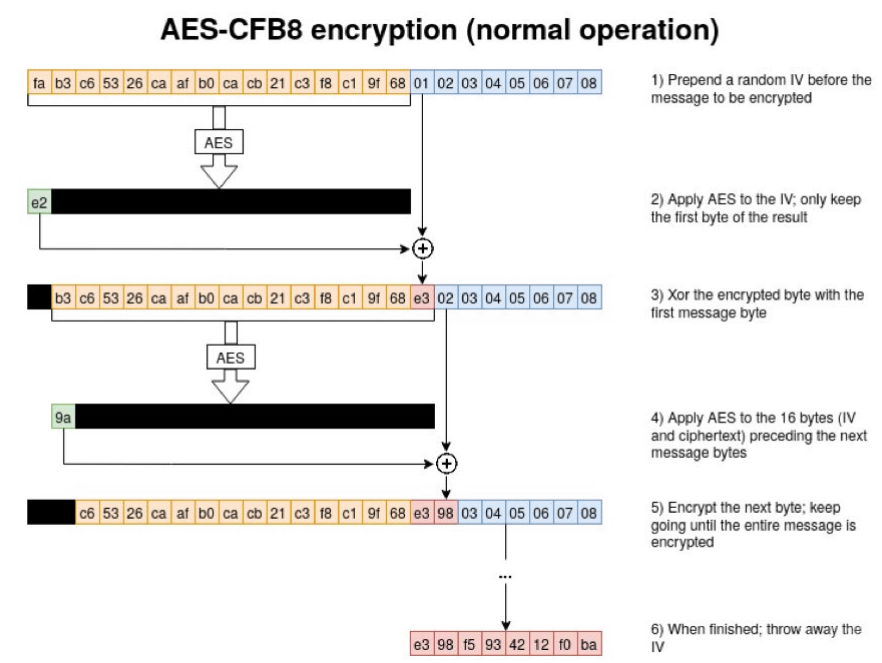 AES-CFB8 encryption (normal operation)
fa b3 c6 53 26 ca af b0 ca cb 21 c3 f8 c1 9f 68 01 02 03 04 05 06 07 08
1) Prepend a random IV before the
message to be encrypted
AES
e2
2) Apply AES to the IV; only keep
the first byte of the result
b3 c6 53 26 ca af b0 ca cb 21 c3 f8 c1 9f 68 e3 02 03 04 05 06 07 08
3) Xor the encrypted byte with the
first message byte
AES
9a
4) Apply AES to the 16 bytes (IV
and ciphertext) preceding the next
message bytes
c6 53 26 ca af b0 ca cb 21 c3 f8 c1 9f 68 e3 98 03 04 05 06 07 08
5) Encrypt the next byte; keep
going until the entire message is
encrypted
...
e3 98 f5 93 42 12 f0 ba
6) When finished; throw away the
IV